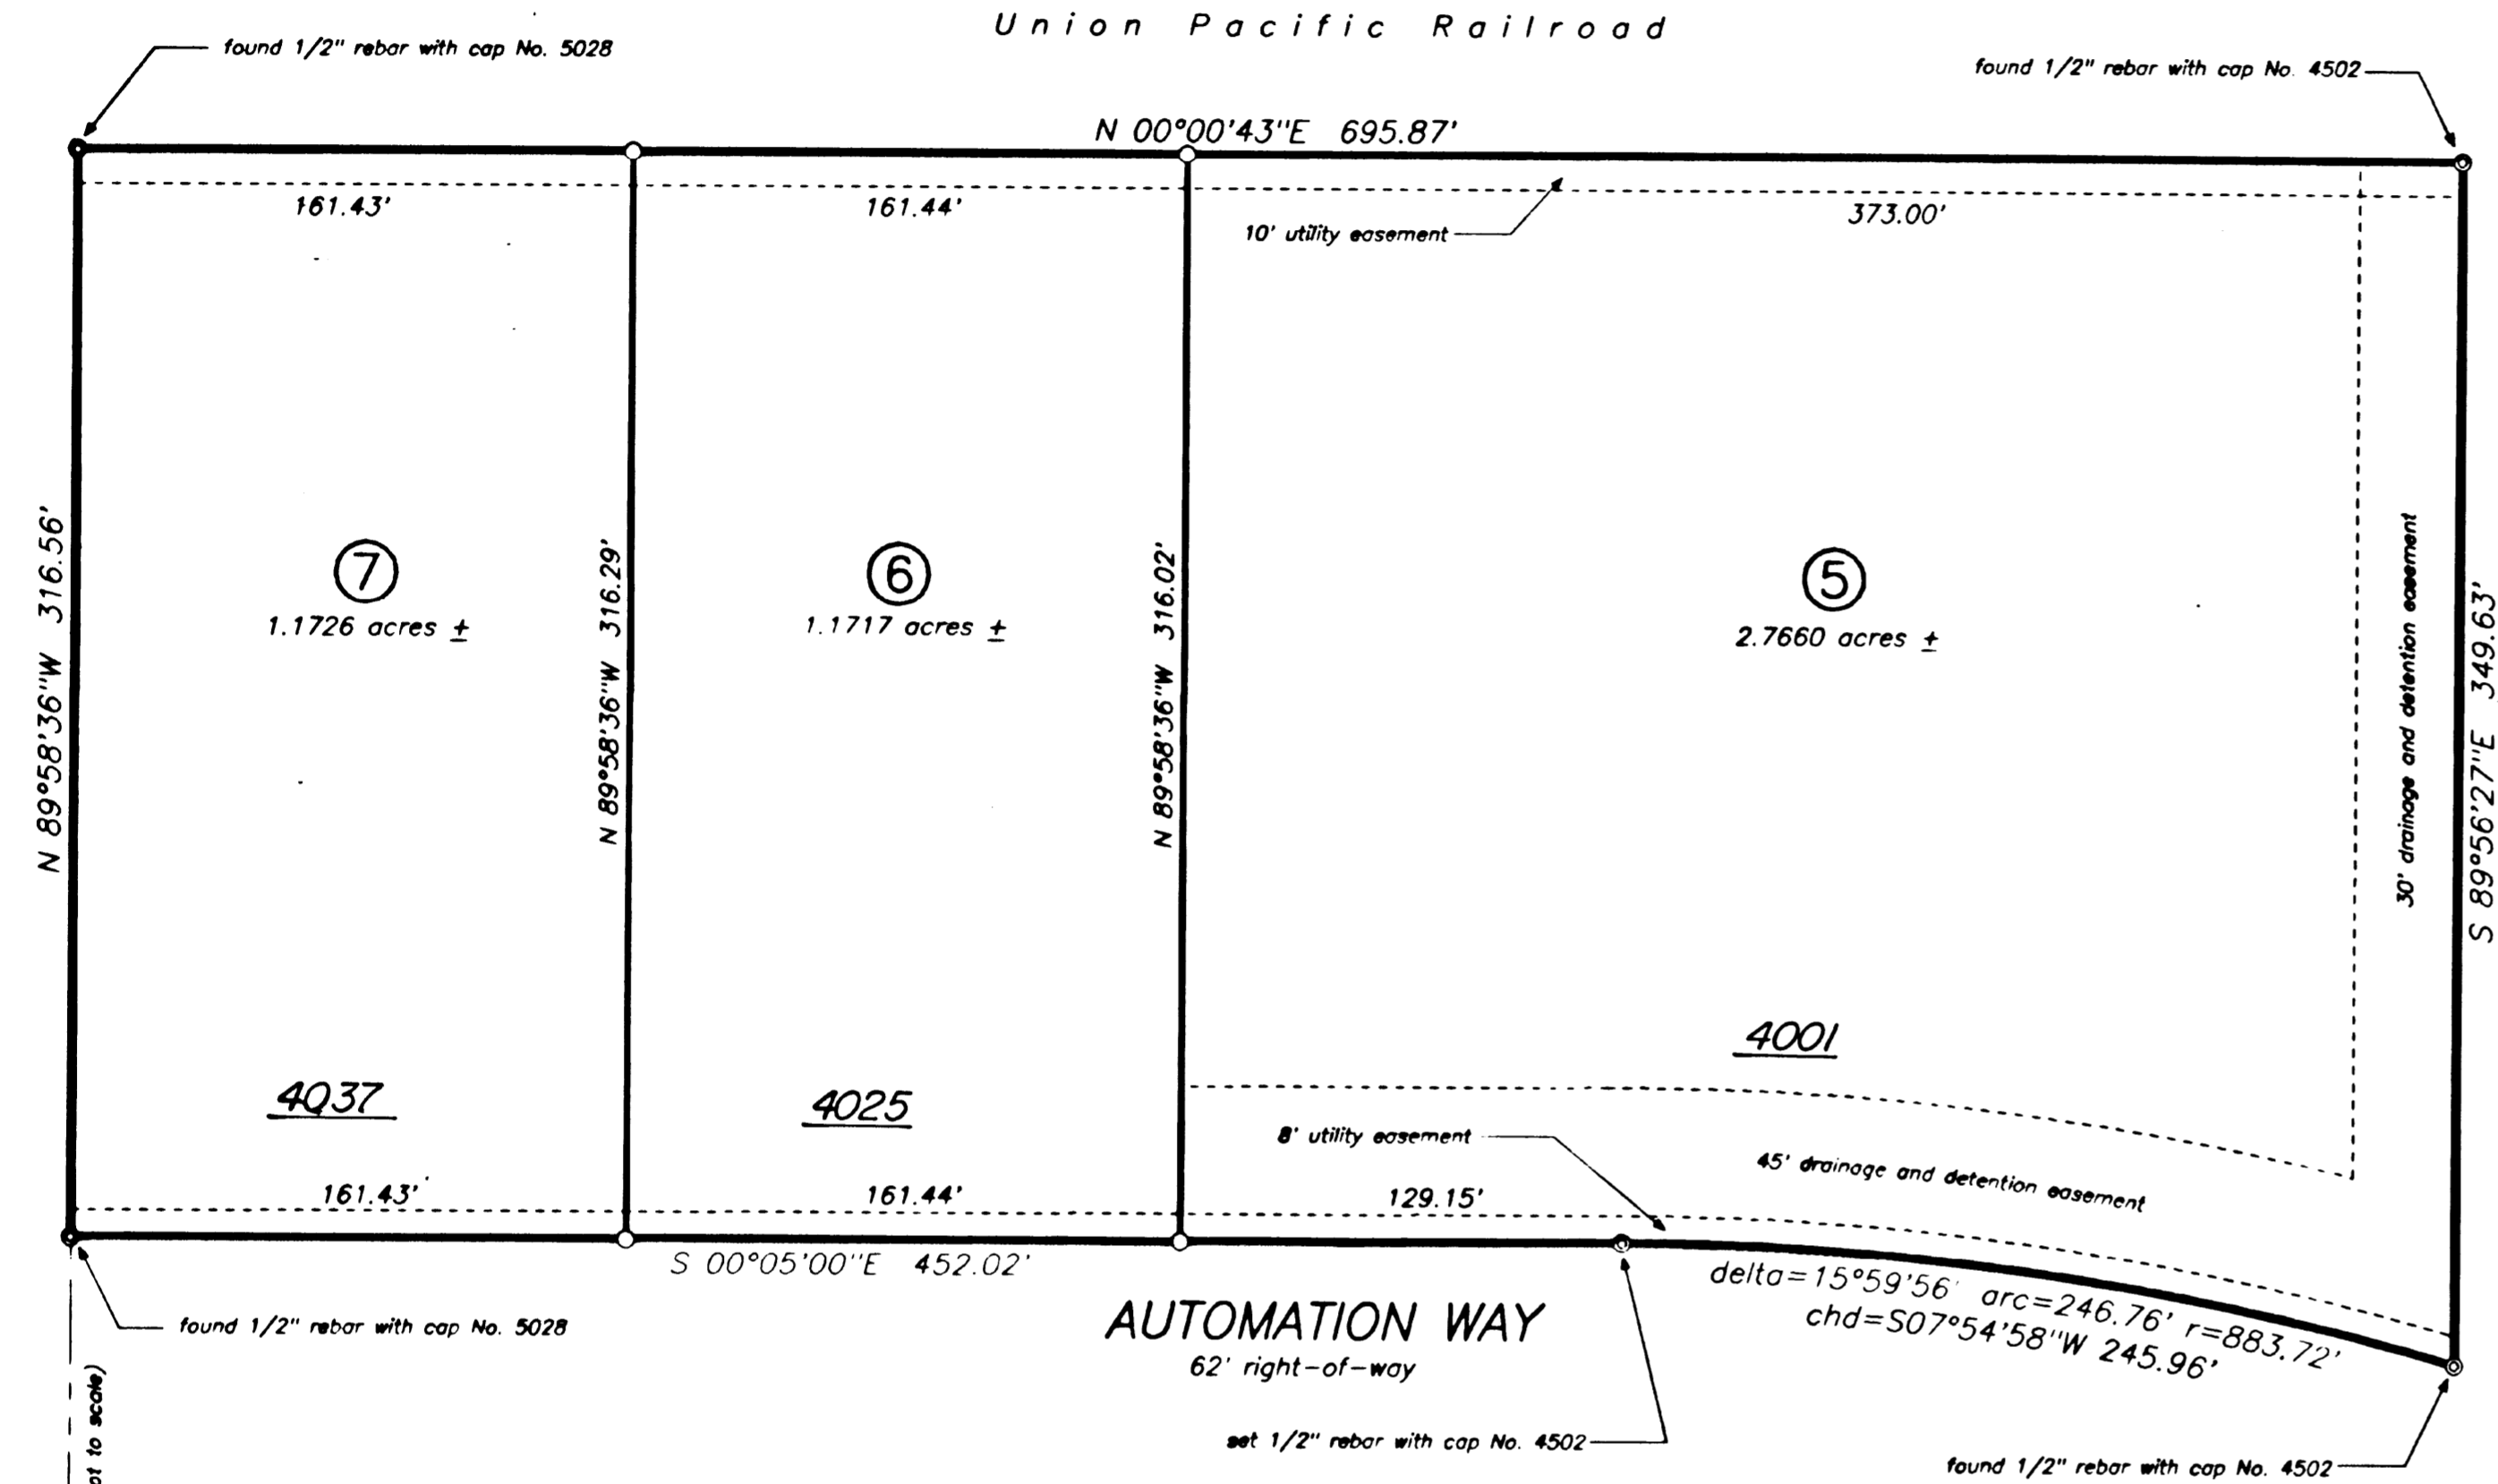 Union Pacific Railroad
found 1/2" rebar with cap No. 5028
found 1/2" rebar with cap No. 4502
N 00°00'43"E 695.87'
161.43'
161.44'
373.00'
10' utility easement
N 89°58'36"W 316.56'
N 89°58'36"W 316.29'
N 89°58'36"W 316.02'
S 89°56'27"E 349.63'
30' drainage and detention easement
7
1.1726 acres ±
6
1.1717 acres ±
5
2.7660 acres ±
4037
4025
4001
8' utility easement
45' drainage and detention easement
161.43'
161.44'
129.15'
S 00°05'00"E 452.02'
delta=15°59'56' arc=246.76' r=883.72'
chd=S07°54'58"W 245.96'
found 1/2" rebar with cap No. 5028
AUTOMATION WAY
62' right-of-way
set 1/2" rebar with cap No. 4502
found 1/2" rebar with cap No. 4502
to scale)